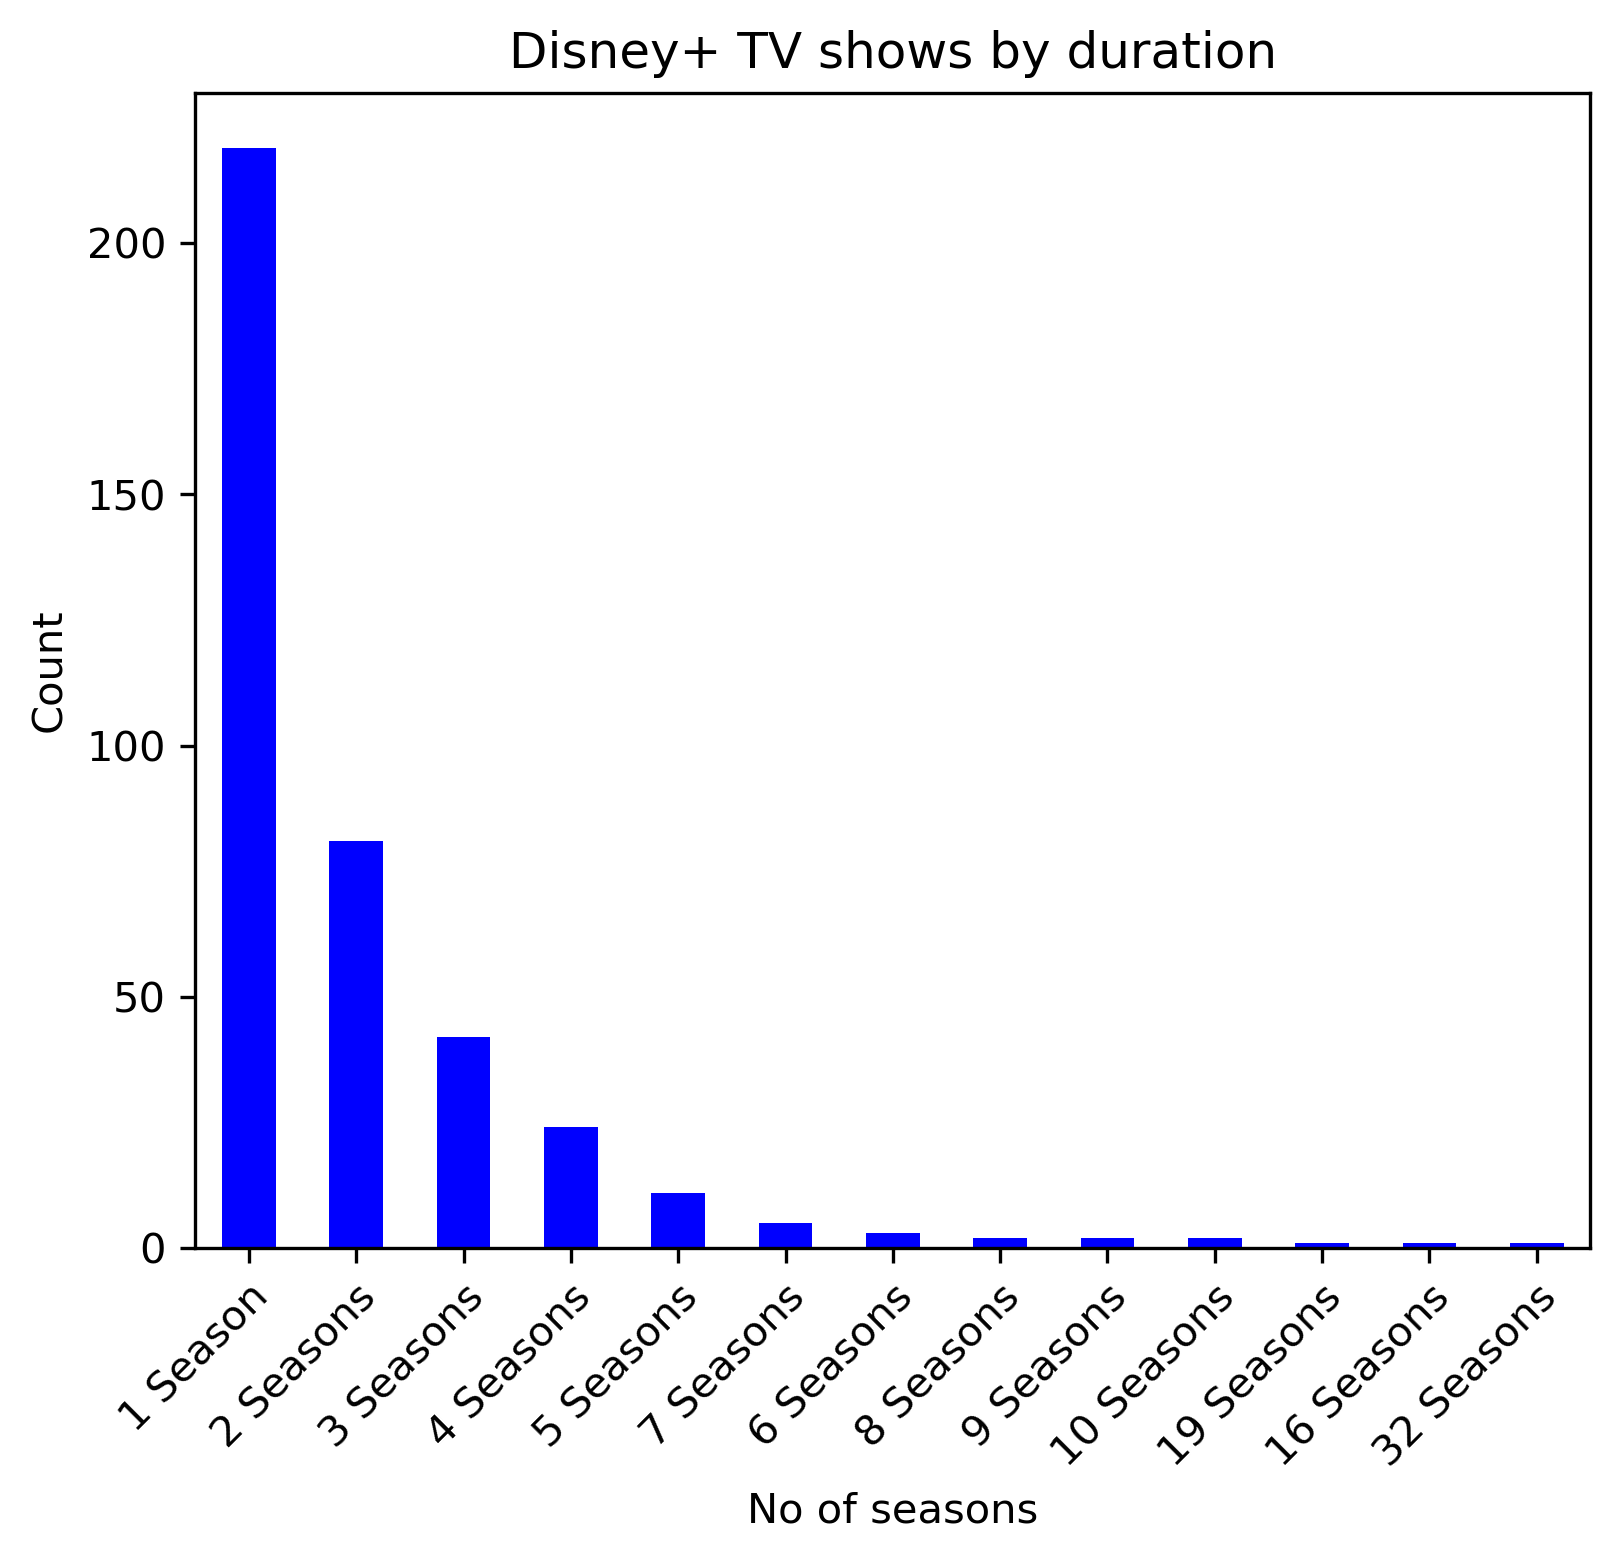 Disney+ TV shows by duration
Count
200
150
100
50
0
1 Season
2 Seasons
3 Seasons
4 Seasons
5 Seasons
7 Seasons
6 Seasons
8 Seasons
9 Seasons
10 Seasons
19 Seasons
16 Seasons
32 Seasons
No of seasons